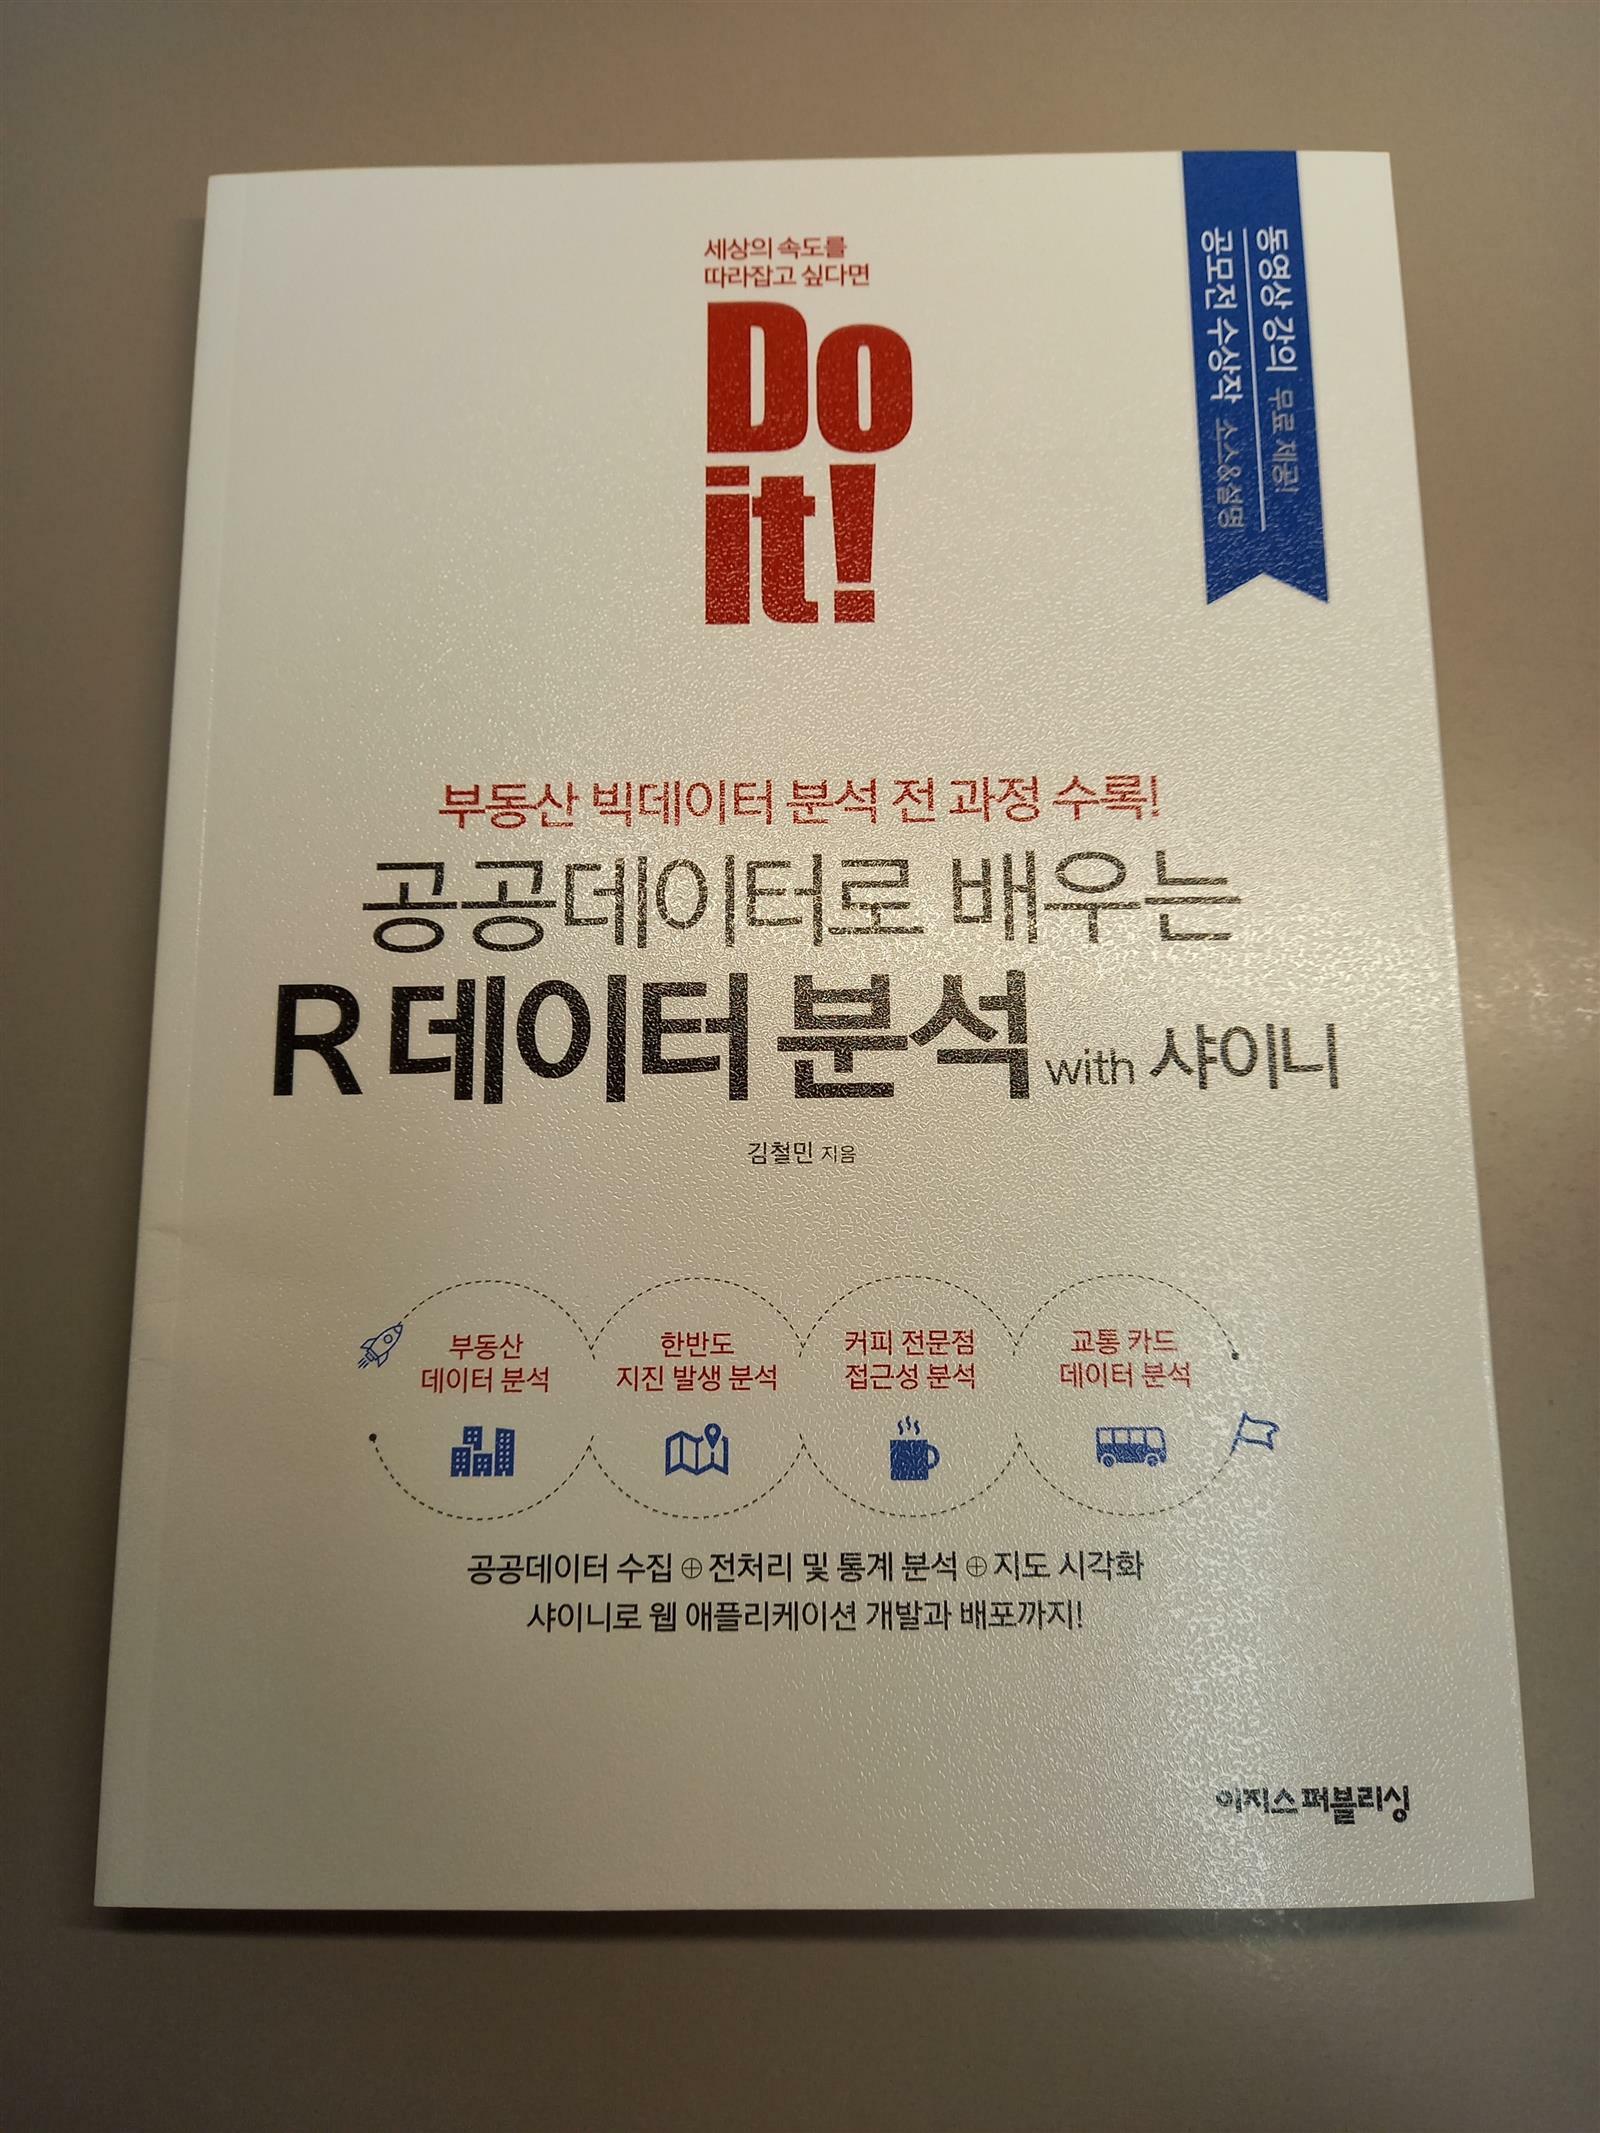 세상의 속도를
따라잡고 싶다면
Do
it!
동영상 강의 무료 제공!
공모전 수상작 소스&설명
부동산 빅데이터 분석 전 과정 수록!
공공데이터로 배우는
R 데이터 분석 with 샤이니
김철민 지음
부동산
데이터 분석
한반도
지진 발생 분석
커피 전문점
접근성 분석
교통 카드
데이터 분석
공공데이터 수집 ⊕ 전처리 및 통계 분석 ⊕ 지도 시각화
샤이니로 웹 애플리케이션 개발과 배포까지!
이지스퍼블리싱